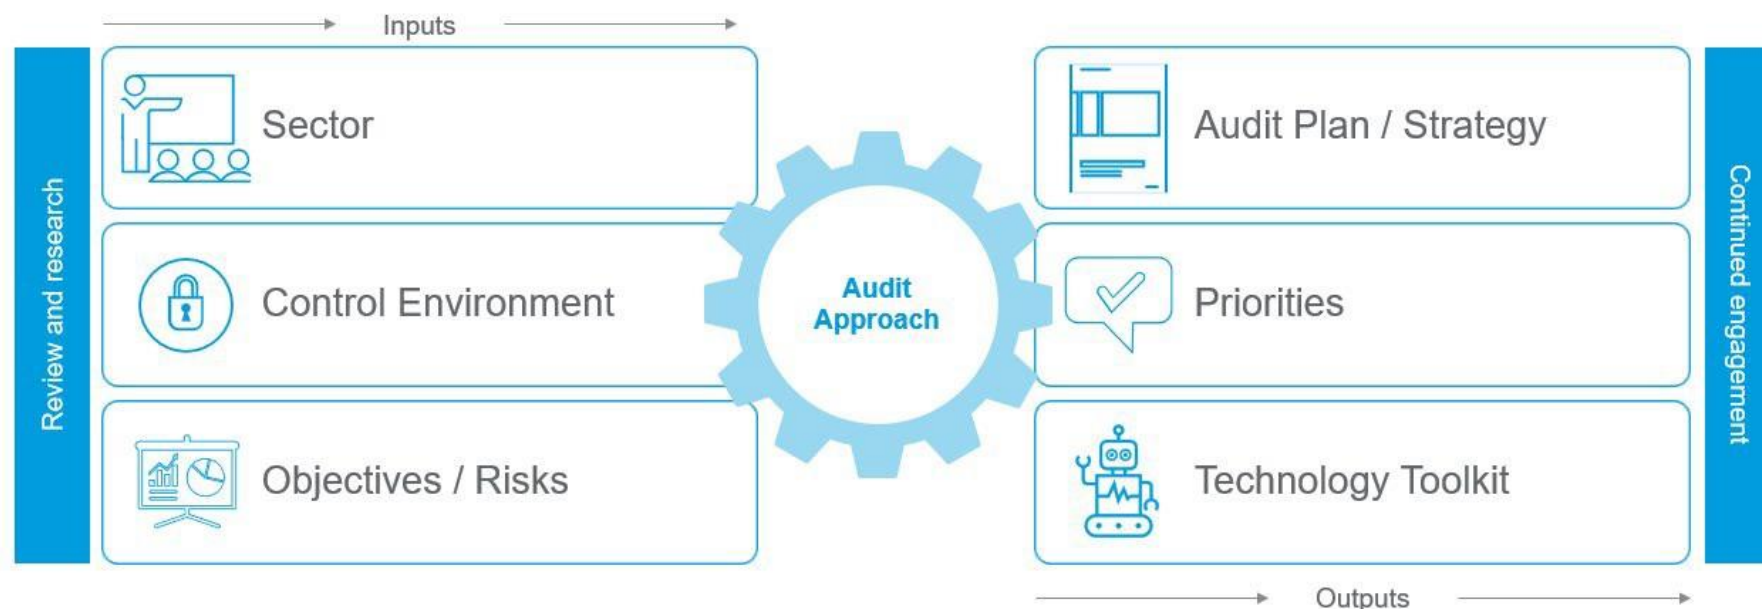 Inputs
Review and research
Sector
Control Environment
Objectives / Risks
Audit
Approach
Audit Plan / Strategy
Priorities
Technology Toolkit
Continued engagement
Outputs